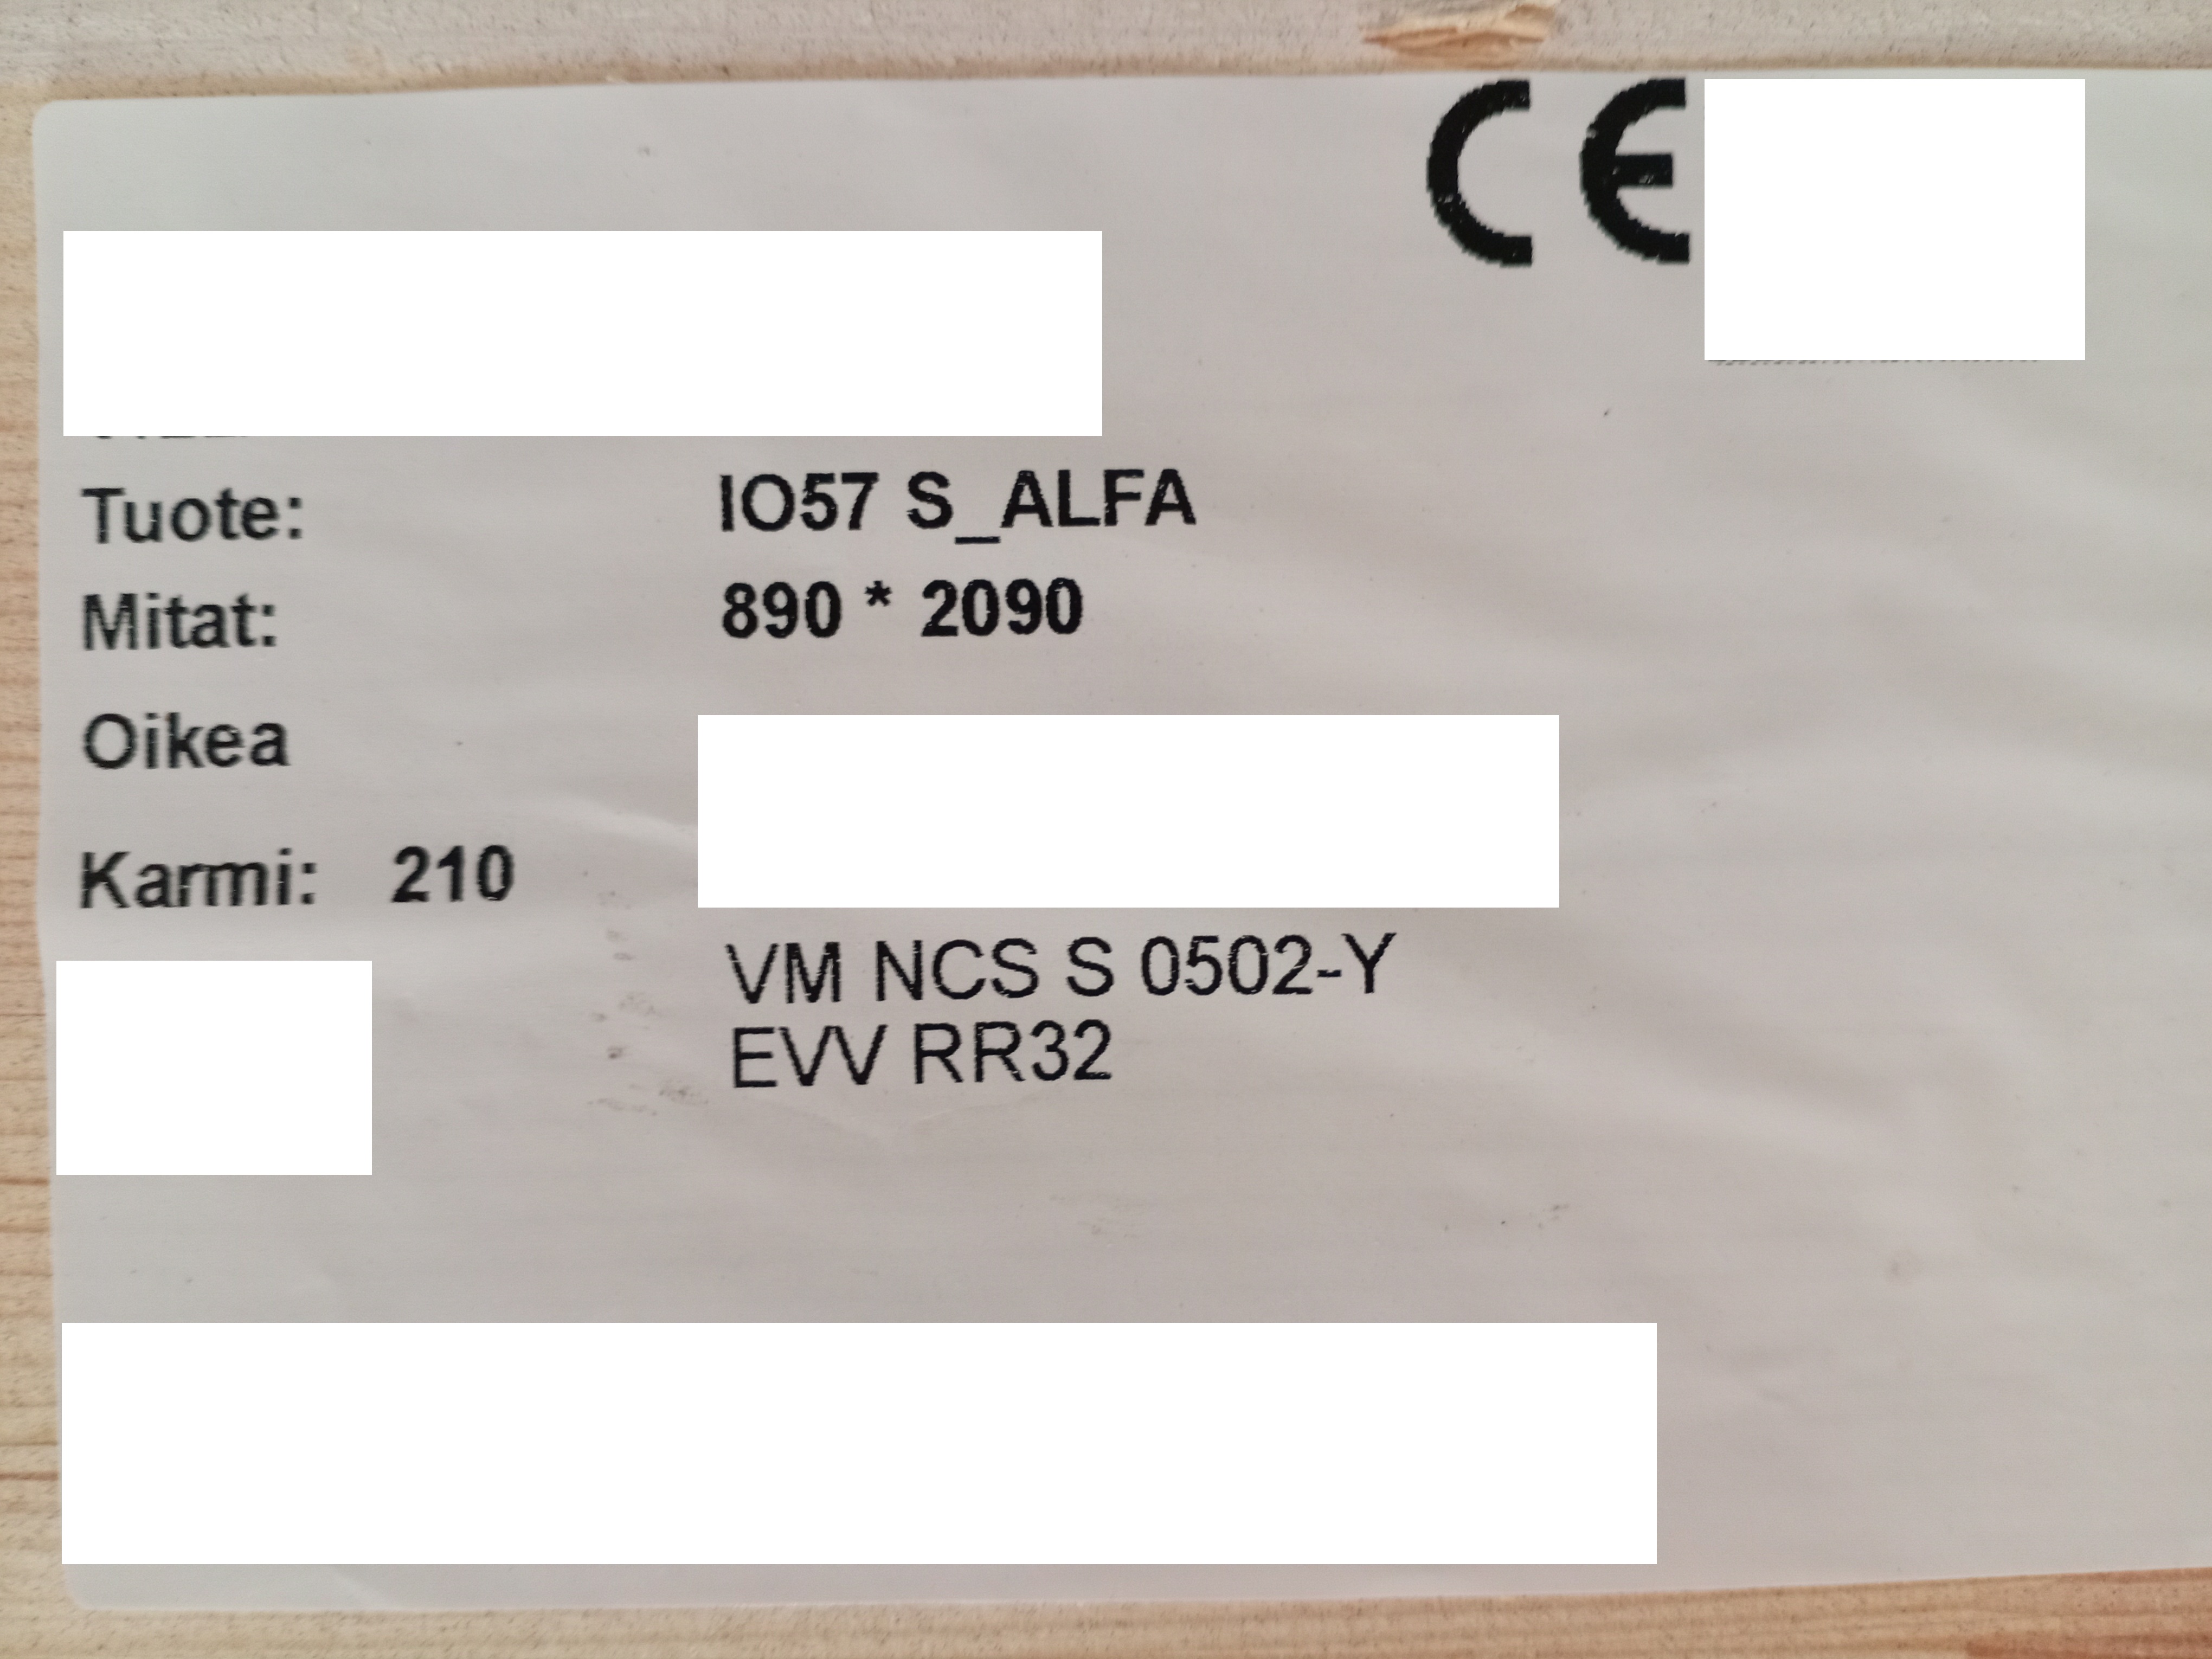 CE
Tuote: IO57 S_ALFA
Mitat: 890 * 2090
Oikea
Karmi: 210
VM NCS S 0502-Y
EVV RR32